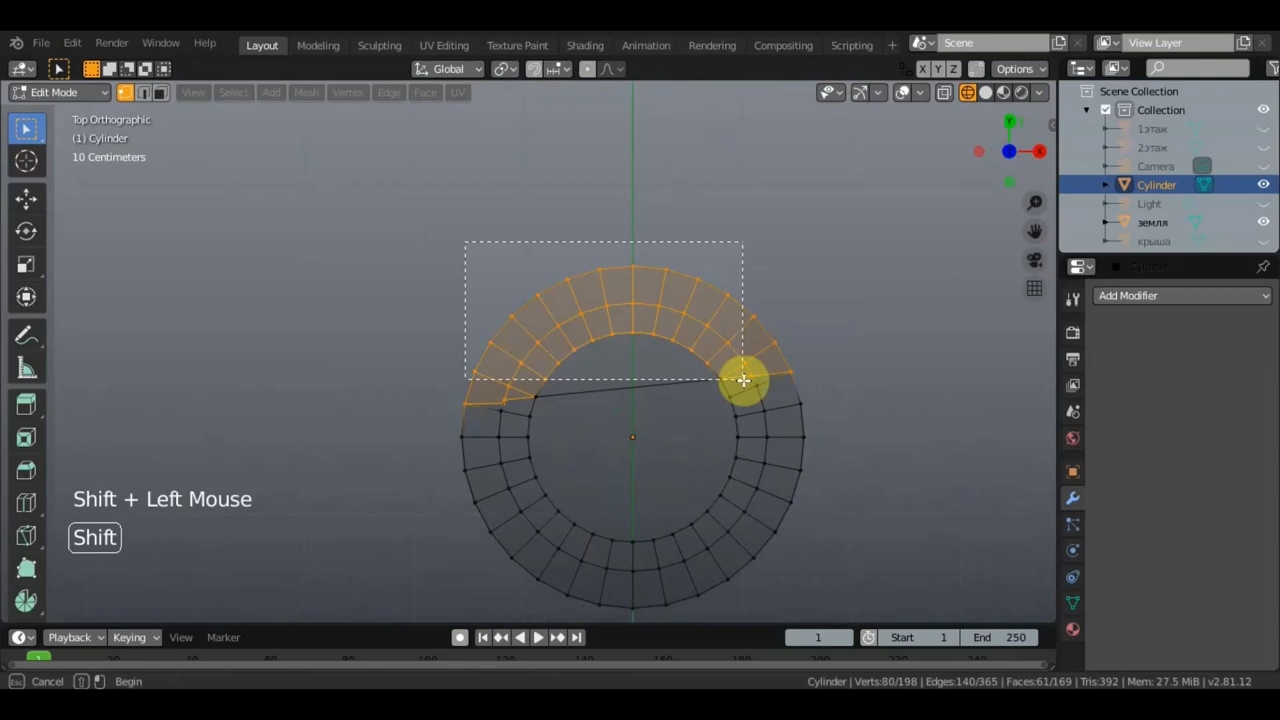 File Edit Render Window Help
Layout Modeling Sculpting UV Editing Texture Paint Shading Animation Rendering Compositing Scripting +
Scene
View Layer
Global
X Y Z
Options
Edit Mode
View Select Add Mesh Vertex Edge Face UV
Scene Collection
Collection
1этаж
2этаж
Camera
Cylinder
Light
земля
крыша
Top Orthographic
(1) Cylinder
10 Centimeters
Y
X
Cylinder
Add Modifier
Shift + Left Mouse
Shift
Playback Keying View Marker
1
Start 1
End 250
1
Cancel
Begin
Cylinder | Verts:80/198 | Edges:140/365 | Faces:61/169 | Tris:392 | Mem: 27.5 MiB | v2.81.12